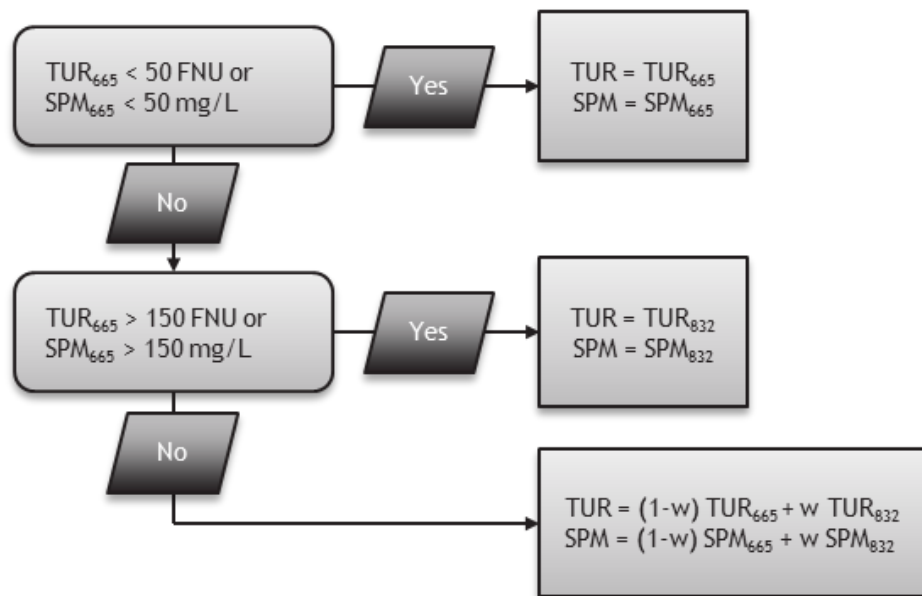 TUR₆₆₅ < 50 FNU or
SPM₆₆₅ < 50 mg/L
Yes
TUR = TUR₆₆₅
SPM = SPM₆₆₅
No
TUR₆₆₅ > 150 FNU or
SPM₆₆₅ > 150 mg/L
Yes
TUR = TUR₈₃₂
SPM = SPM₈₃₂
No
TUR = (1-w) TUR₆₆₅ + w TUR₈₃₂
SPM = (1-w) SPM₆₆₅ + w SPM₈₃₂